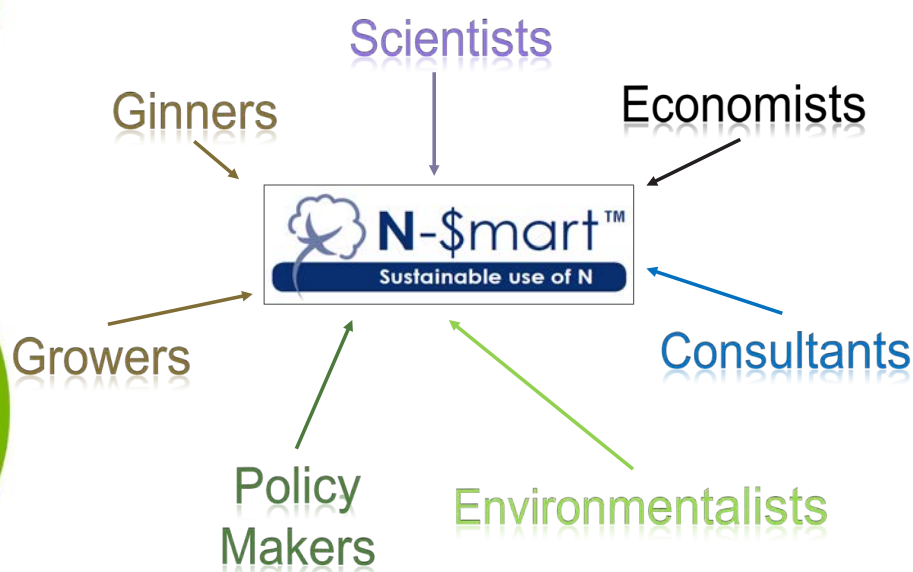 Scientists
Ginners
Economists
N-$mart™
Sustainable use of N
Growers
Consultants
Policy
Makers
Environmentalists